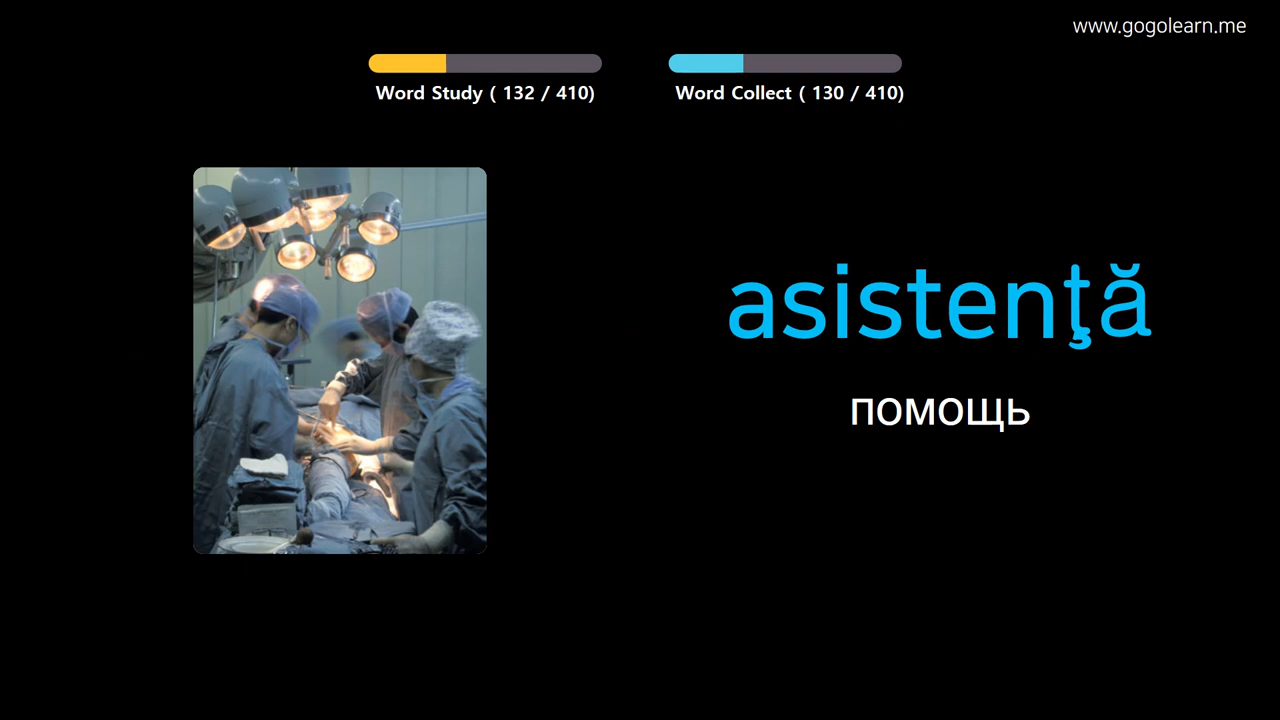 www.gogolearn.me
Word Study ( 132 / 410)
Word Collect ( 130 / 410)
asistenţă
помощь